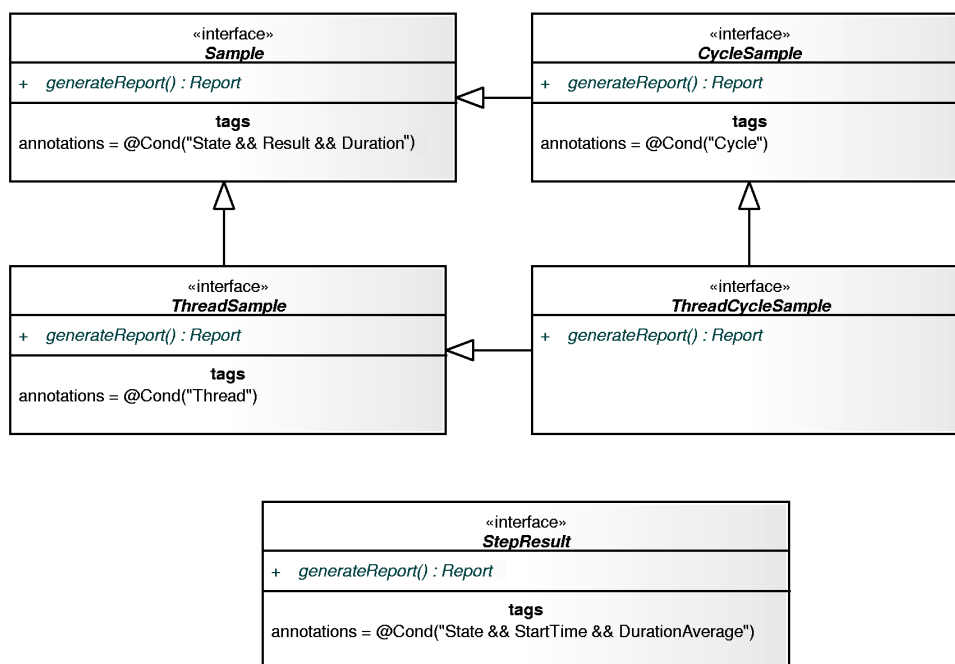 «interface»
Sample
+ generateReport() : Report
tags
annotations = @Cond("State && Result && Duration")
«interface»
CycleSample
+ generateReport() : Report
tags
annotations = @Cond("Cycle")
«interface»
ThreadSample
+ generateReport() : Report
tags
annotations = @Cond("Thread")
«interface»
ThreadCycleSample
+ generateReport() : Report
«interface»
StepResult
+ generateReport() : Report
tags
annotations = @Cond("State && StartTime && DurationAverage")